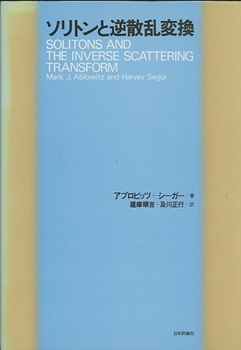 ソリトンと逆散乱変換
SOLITONS AND
THE INVERSE SCATTERING
TRANSFORM
Mark J. Ablowitz and Harvey Segur
アブロビッツ+シーガー=著
薩摩順吉+及川正行=訳
日本評論社